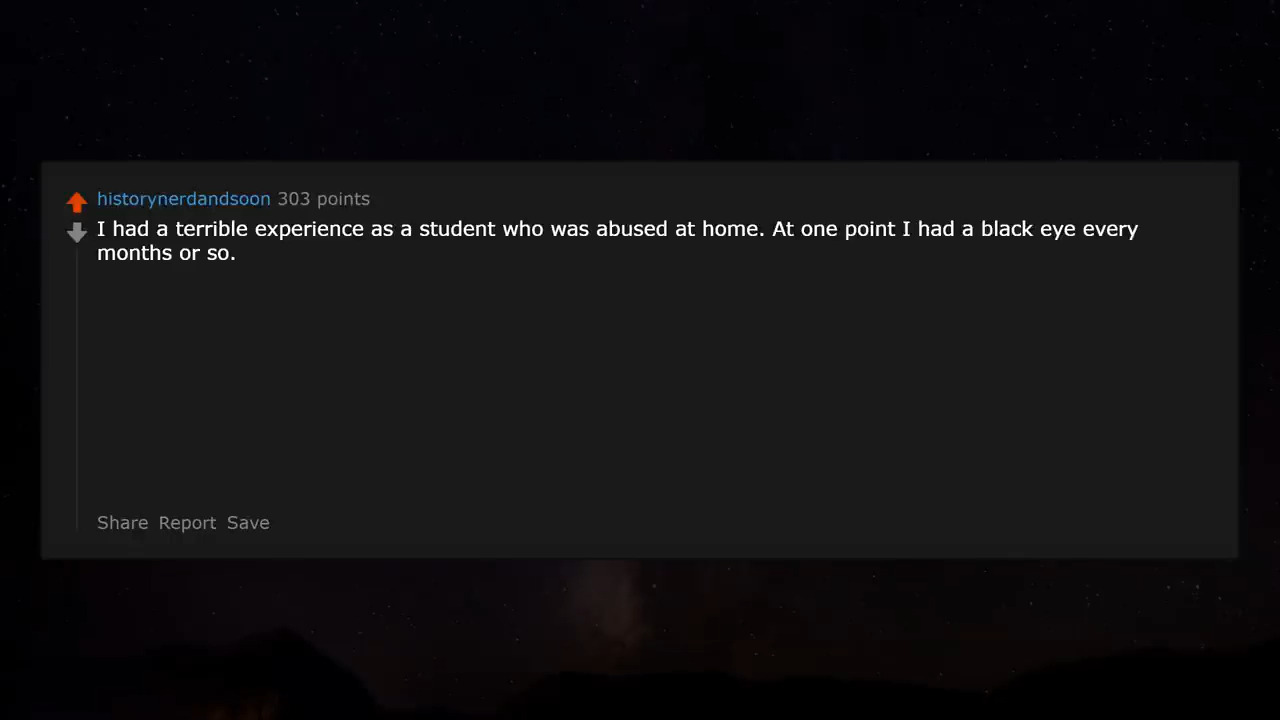 historynerdandsoon 303 points
I had a terrible experience as a student who was abused at home. At one point I had a black eye every
months or so.
Share Report Save